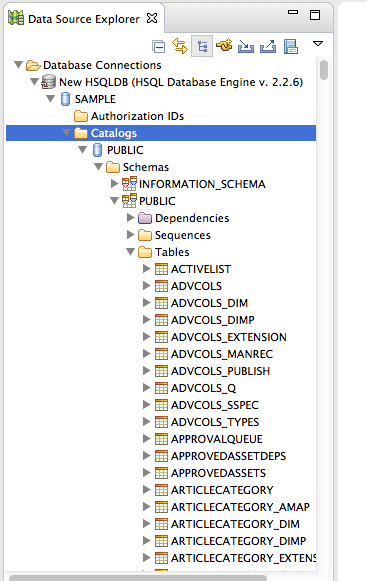 Data Source Explorer
Database Connections
New HSQLDB (HSQL Database Engine v. 2.2.6)
SAMPLE
Authorization IDs
Catalogs
PUBLIC
Schemas
INFORMATION_SCHEMA
PUBLIC
Dependencies
Sequences
Tables
ACTIVELIST
ADVCOLS
ADVCOLS_DIM
ADVCOLS_DIMP
ADVCOLS_EXTENSION
ADVCOLS_MANREC
ADVCOLS_PUBLISH
ADVCOLS_Q
ADVCOLS_SSPEC
ADVCOLS_TYPES
APPROVALQUEUE
APPROVEDASSETDEPS
APPROVEDASSETS
ARTICLECATEGORY
ARTICLECATEGORY_AMAP
ARTICLECATEGORY_DIM
ARTICLECATEGORY_DIMP
ARTICLECATEGORY_EXTENS